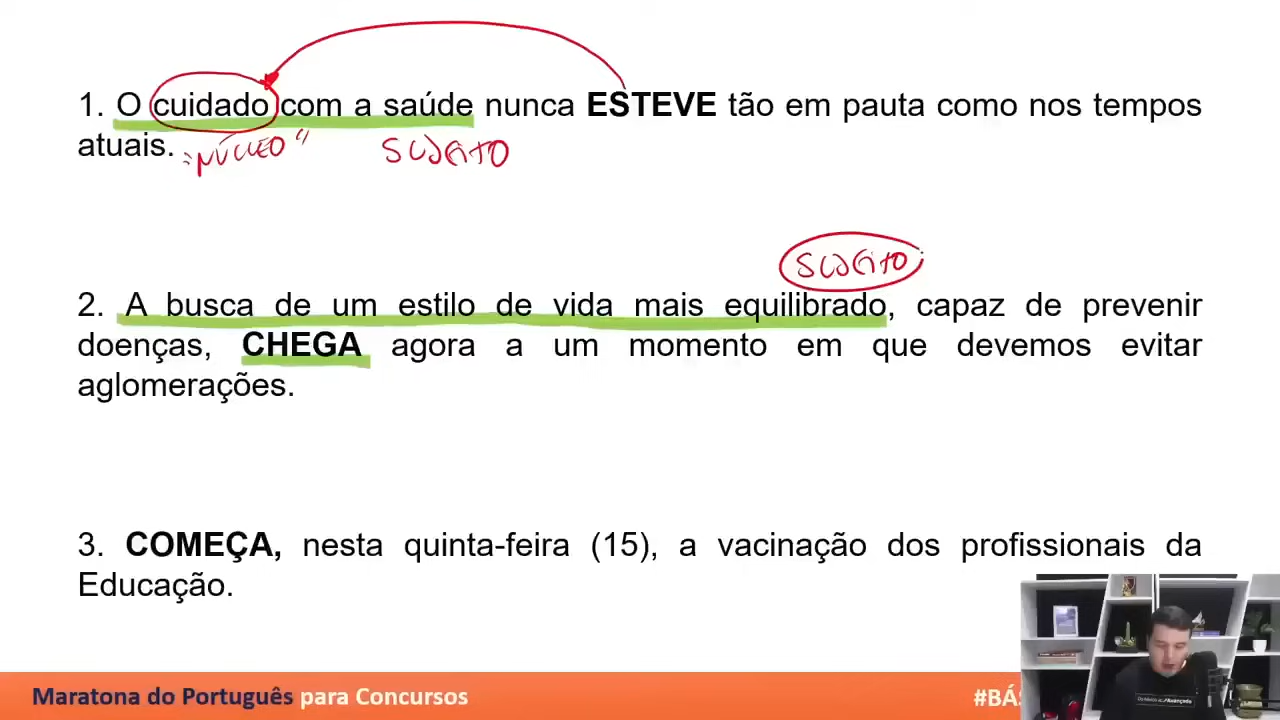 1. O cuidado com a saúde nunca ESTEVE tão em pauta como nos tempos
atuais. "NÚCLEO" SUJEITO
SUJEITO
2. A busca de um estilo de vida mais equilibrado, capaz de prevenir
doenças, CHEGA agora a um momento em que devemos evitar
aglomerações.
3. COMEÇA, nesta quinta-feira (15), a vacinação dos profissionais da
Educação.
Maratona do Português para Concursos #BÁS